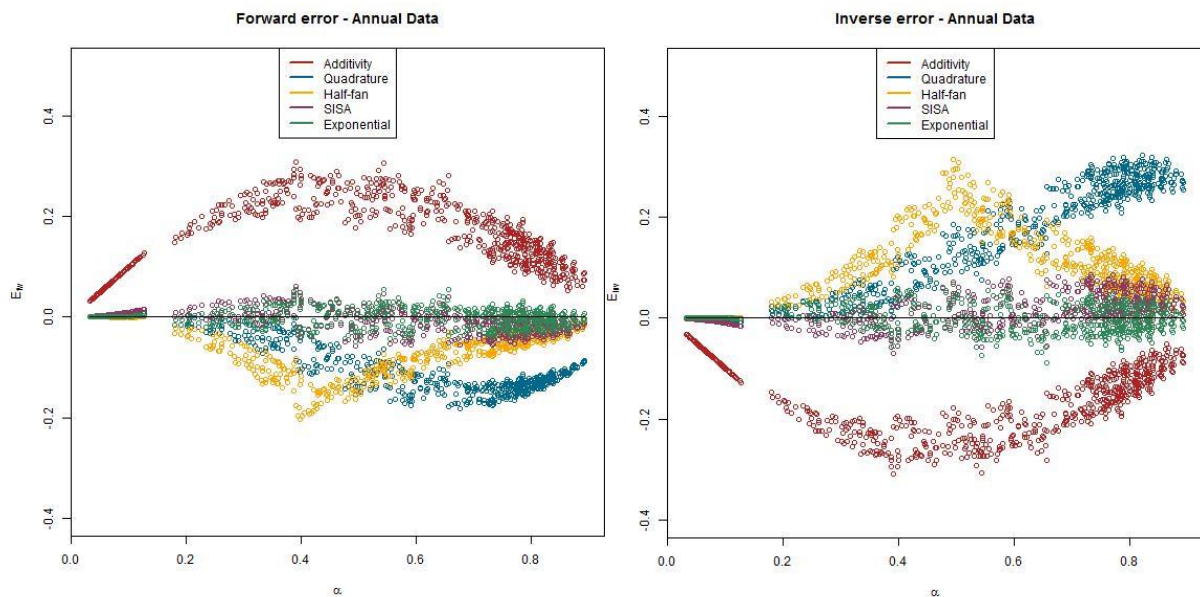 Forward error - Annual Data
Additivity
Quadrature
Half-fan
SISA
Exponential
0.4
0.2
0.0
-0.2
-0.4
0.0
0.2
0.4
0.6
0.8
α
Inverse error - Annual Data
Additivity
Quadrature
Half-fan
SISA
Exponential
0.4
0.2
0.0
-0.2
-0.4
0.0
0.2
0.4
0.6
0.8
α